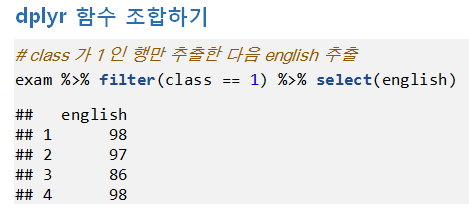 dplyr 함수 조합하기
# class 가 1 인 행만 추출한 다음 english 추출
exam %>% filter(class == 1) %>% select(english)
##   english
## 1      98
## 2      97
## 3      86
## 4      98